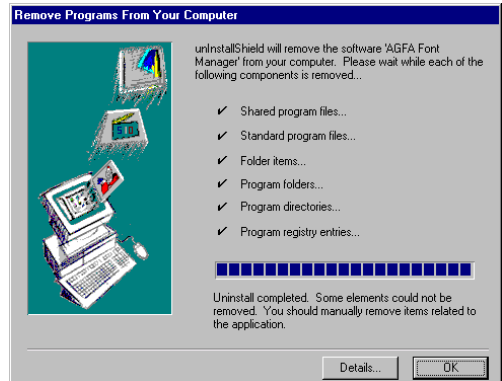 Remove Programs From Your Computer
unInstallShield will remove the software 'AGFA Font
Manager' from your computer. Please wait while each of the
following components is removed...
✔ Shared program files...
✔ Standard program files...
✔ Folder items...
✔ Program folders...
✔ Program directories...
✔ Program registry entries...
Uninstall completed. Some elements could not be
removed. You should manually remove items related to
the application.
Details... OK